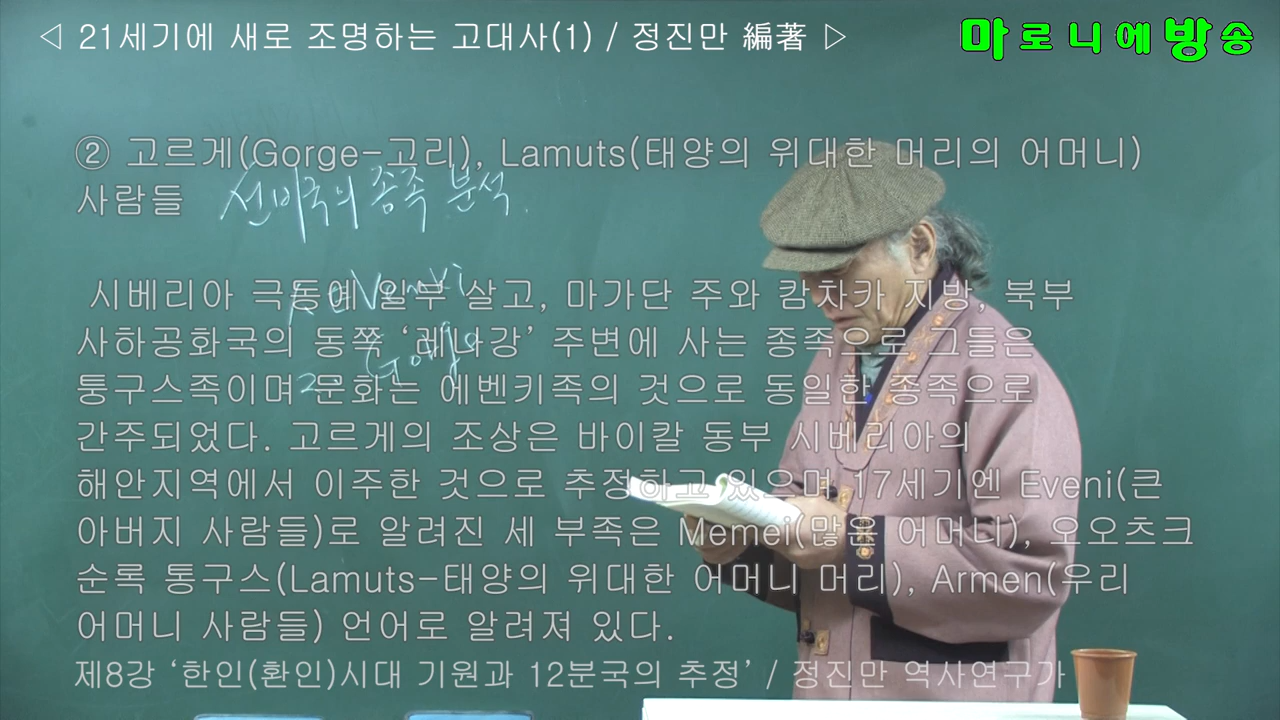 ◁ 21세기에 새로 조명하는 고대사(1) / 정진만 編著 ▷
마로니에방송
② 고르게(Gorge-고리), Lamuts(태양의 위대한 머리의 어머니)
사람들
선비국의 종족 분석.
시베리아 극동에 일부 살고, 마가단 주와 캄차카 지방, 북부
사하공화국의 동쪽 ‘레나강’ 주변에 사는 종족으로 그들은
퉁구스족이며 문화는 에벤키족의 것으로 동일한 종족으로
간주되었다. 고르게의 조상은 바이칼 동부 시베리아의
해안지역에서 이주한 것으로 추정하고 있으며 17세기엔 Eveni(큰
아버지 사람들)로 알려진 세 부족은 Memei(많은 어머니), 오오츠크
순록 통구스(Lamuts-태양의 위대한 어머니 머리), Armen(우리
어머니 사람들) 언어로 알려져 있다.
제8강 ‘한인(환인)시대 기원과 12분국의 추정’ / 정진만 역사연구가